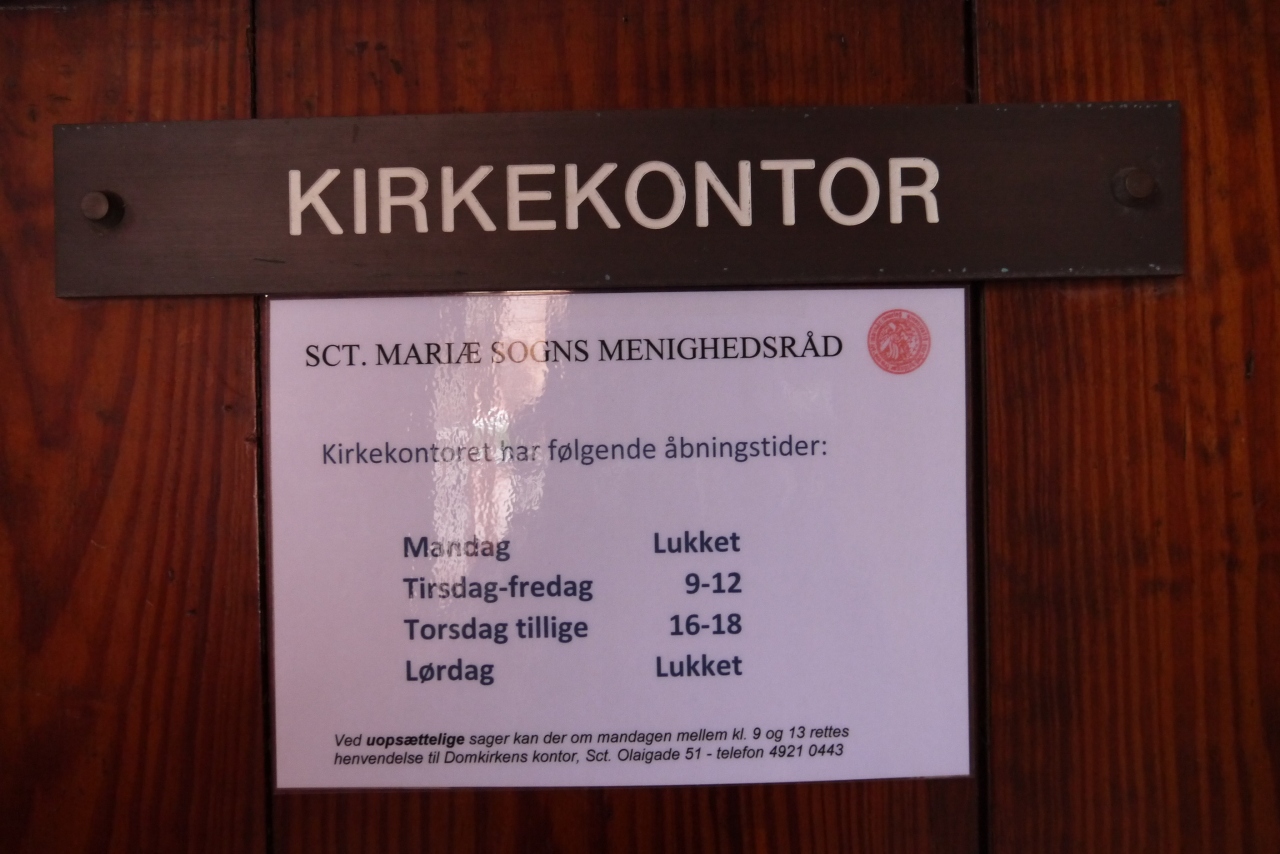 KIRKEKONTOR
SCT. MARIÆ SOGNS MENIGHEDSRÅD
Kirkekontoret har følgende åbningstider:
Mandag Lukket
Tirsdag-fredag 9-12
Torsdag tillige 16-18
Lørdag Lukket
Ved uopsættelige sager kan der om mandagen mellem kl. 9 og 13 rettes
henvendelse til Domkirkens kontor, Sct. Olaigade 51 - telefon 4921 0443